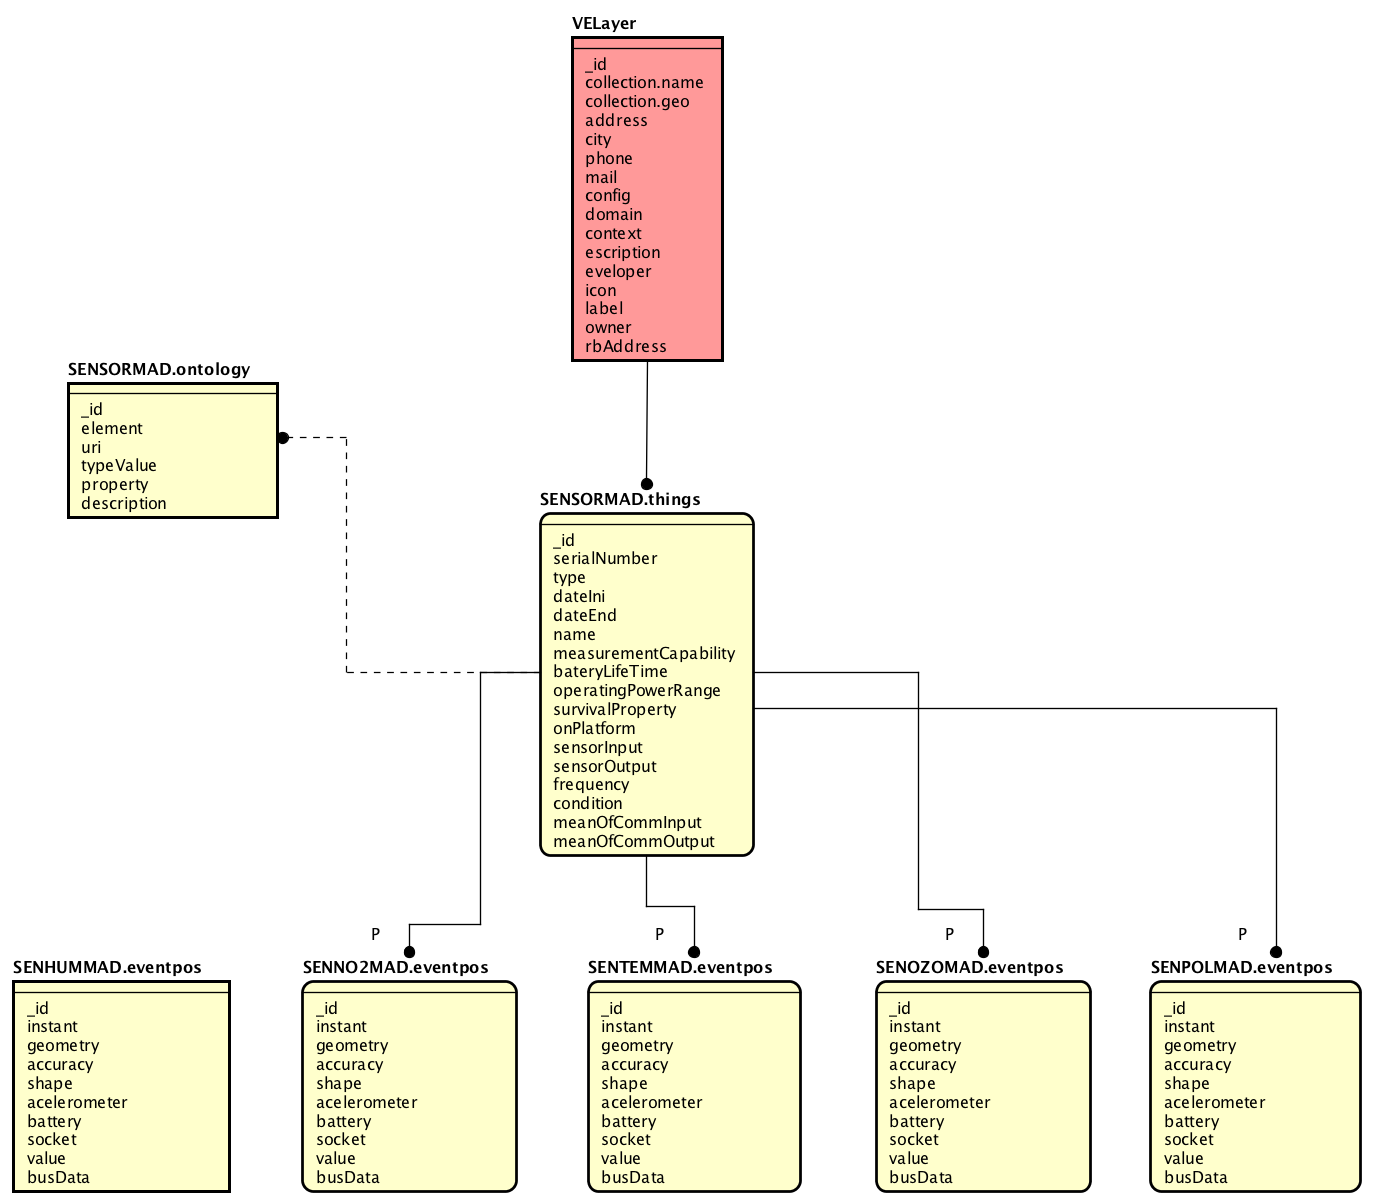 VELayer
_id
collection.name
collection.geo
address
city
phone
mail
config
domain
context
escription
eveloper
icon
label
owner
rbAddress
SENSORMAD.ontology
_id
element
uri
typeValue
property
description
SENSORMAD.things
_id
serialNumber
type
dateIni
dateEnd
name
measurementCapability
bateryLifeTime
operatingPowerRange
survivalProperty
onPlatform
sensorInput
sensorOutput
frequency
condition
meanOfCommInput
meanOfCommOutput
P
P
P
P
SENHUMMAD.eventpos
_id
instant
geometry
accuracy
shape
acelerometer
battery
socket
value
busData
SENNO2MAD.eventpos
_id
instant
geometry
accuracy
shape
acelerometer
battery
socket
value
busData
SENTEMMAD.eventpos
_id
instant
geometry
accuracy
shape
acelerometer
battery
socket
value
busData
SENOZOMAD.eventpos
_id
instant
geometry
accuracy
shape
acelerometer
battery
socket
value
busData
SENPOLMAD.eventpos
_id
instant
geometry
accuracy
shape
acelerometer
battery
socket
value
busData